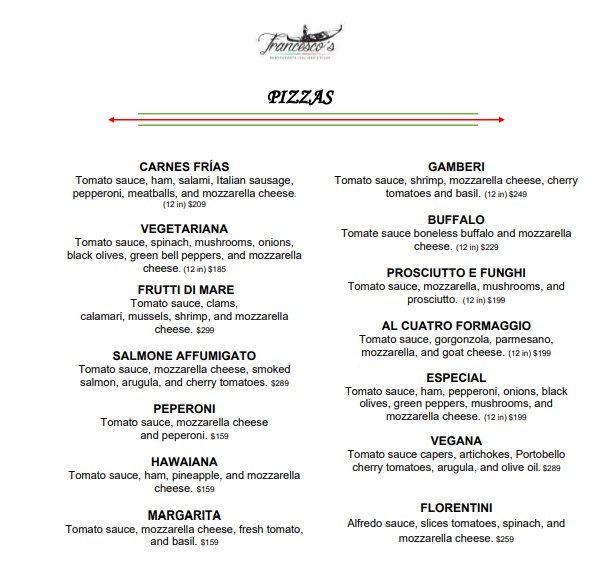 Francesco's
PIZZAS
CARNES FRÍAS
Tomato sauce, ham, salami, Italian sausage,
pepperoni, meatballs, and mozzarella cheese.
(12 in) $209
VEGETARIANA
Tomato sauce, spinach, mushrooms, onions,
black olives, green bell peppers, and mozzarella
cheese. (12 in) $185
FRUTTI DI MARE
Tomato sauce, clams,
calamari, mussels, shrimp, and mozzarella
cheese. $299
SALMONE AFFUMIGATO
Tomato sauce, mozzarella cheese, smoked
salmon, arugula, and cherry tomatoes. $289
PEPERONI
Tomato sauce, mozzarella cheese
and peperoni. $159
HAWAIANA
Tomato sauce, ham, pineapple, and mozzarella
cheese. $159
MARGARITA
Tomato sauce, mozzarella cheese, fresh tomato,
and basil. $159
GAMBERI
Tomato sauce, shrimp, mozzarella cheese, cherry
tomatoes and basil. (12 in) $249
BUFFALO
Tomate sauce boneless buffalo and mozzarella
cheese. (12 in) $229
PROSCIUTTO E FUNGHI
Tomato sauce, mozzarella, mushrooms, and
prosciutto. (12 in) $199
AL CUATRO FORMAGGIO
Tomato sauce, gorgonzola, parmesano,
mozzarella, and goat cheese. (12 in) $199
ESPECIAL
Tomato sauce, ham, pepperoni, onions, black
olives, green peppers, mushrooms, and
mozzarella cheese. (12 in) $199
VEGANA
Tomato sauce capers, artichokes, Portobello
cherry tomatoes, arugula, and olive oil. $289
FLORENTINI
Alfredo sauce, slices tomatoes, spinach, and
mozzarella cheese. $259